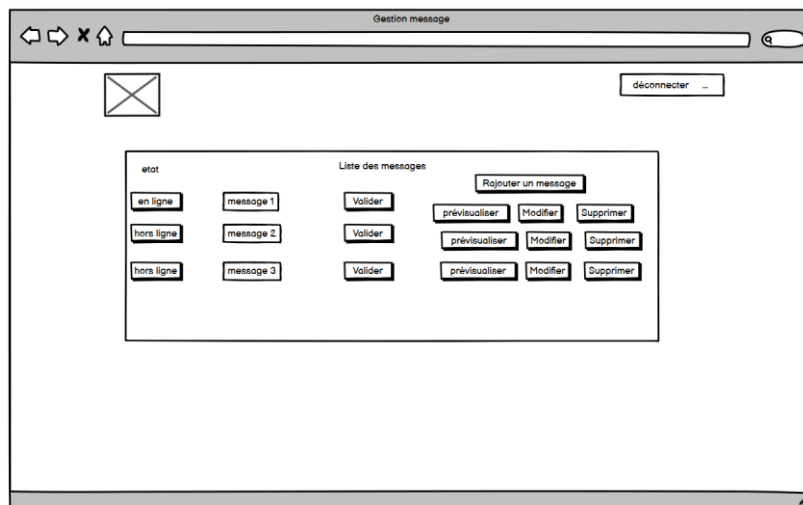 Gestion message
déconnecter ...
etat
Liste des messages
Rajouter un message
en ligne
message 1
Valider
prévisualiser
Modifier
Supprimer
hors ligne
message 2
Valider
prévisualiser
Modifier
Supprimer
hors ligne
message 3
Valider
prévisualiser
Modifier
Supprimer